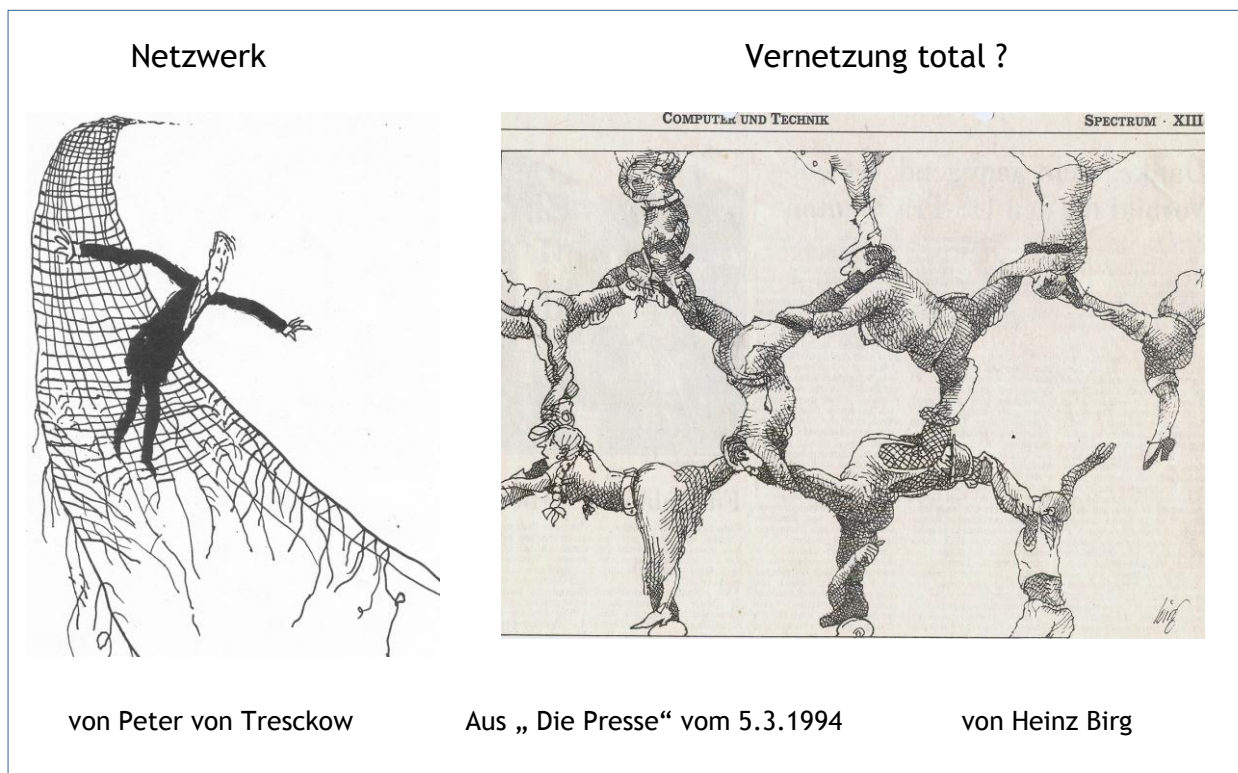 Netzwerk
Vernetzung total ?
COMPUTER UND TECHNIK
SPECTRUM · XIII
von Peter von Tresckow
Aus „ Die Presse“ vom 5.3.1994
von Heinz Birg